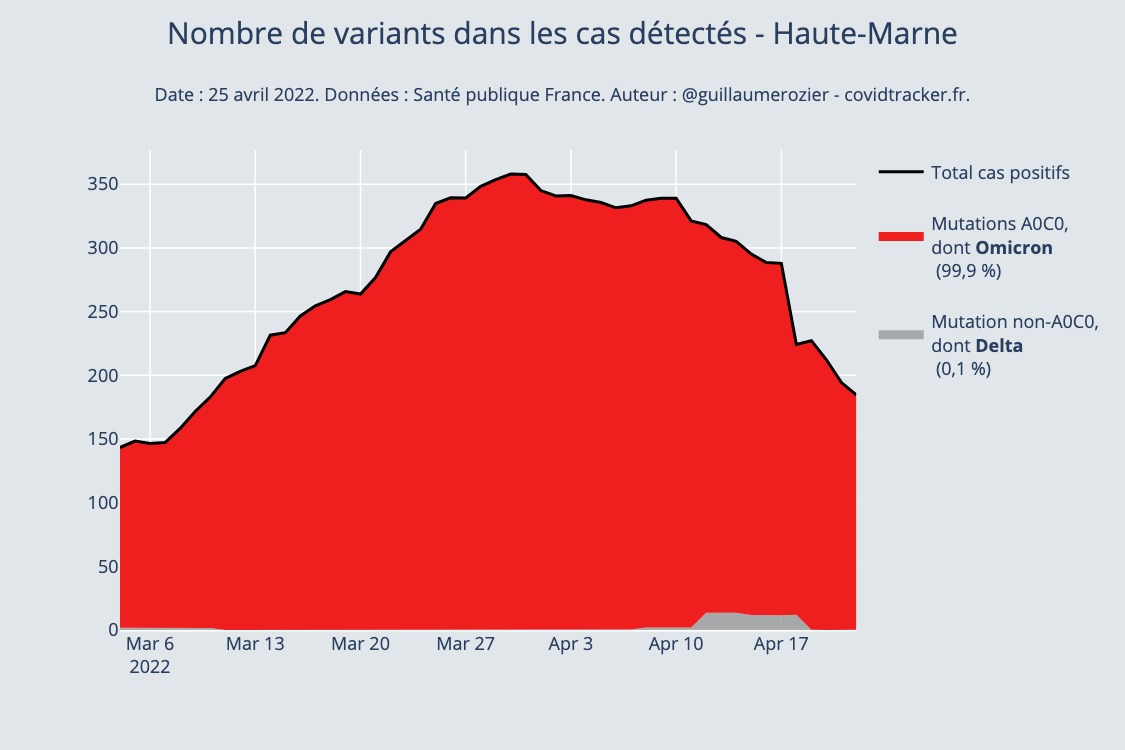 Nombre de variants dans les cas détectés - Haute-Marne
Date : 25 avril 2022. Données : Santé publique France. Auteur : @guillaumerozier - covidtracker.fr.
350
300
250
200
150
100
50
0
Mar 6
2022
Mar 13
Mar 20
Mar 27
Apr 3
Apr 10
Apr 17
Total cas positifs
Mutations A0C0,
dont Omicron
(99,9 %)
Mutation non-A0C0,
dont Delta
(0,1 %)